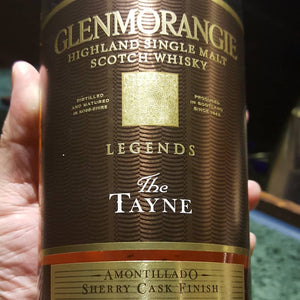 GLENMORANGIE
HIGHLAND SINGLE MALT
SCOTCH WHISKY
DISTILLED
AND MATURED
IN ROSS-SHIRE
PRODUCED
IN SCOTLAND
SINCE 1843
LEGENDS
The
TAYNE
AMONTILLADO
SHERRY CASK FINISH